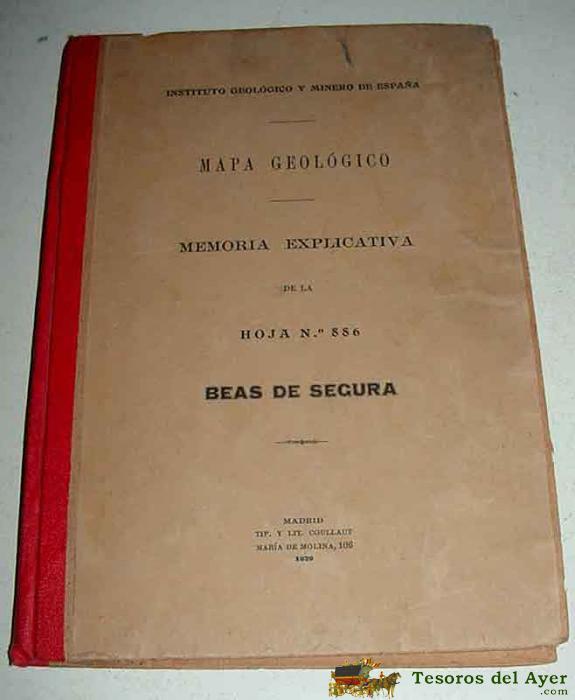 INSTITUTO GEOLÓGICO Y MINERO DE ESPAÑA
MAPA GEOLÓGICO
MEMORIA EXPLICATIVA
DE LA
HOJA N.º 886
BEAS DE SEGURA
MADRID
TIP. Y LIT. COULLAUT
MARÍA DE MOLINA, 106
1929
Tesoros del Ayer
.com